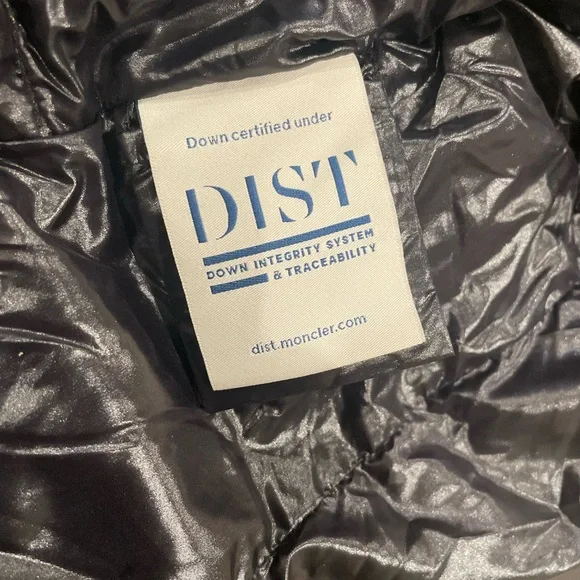 Down certified under
DIST
DOWN INTEGRITY SYSTEM
& TRACEABILITY
dist.moncler.com